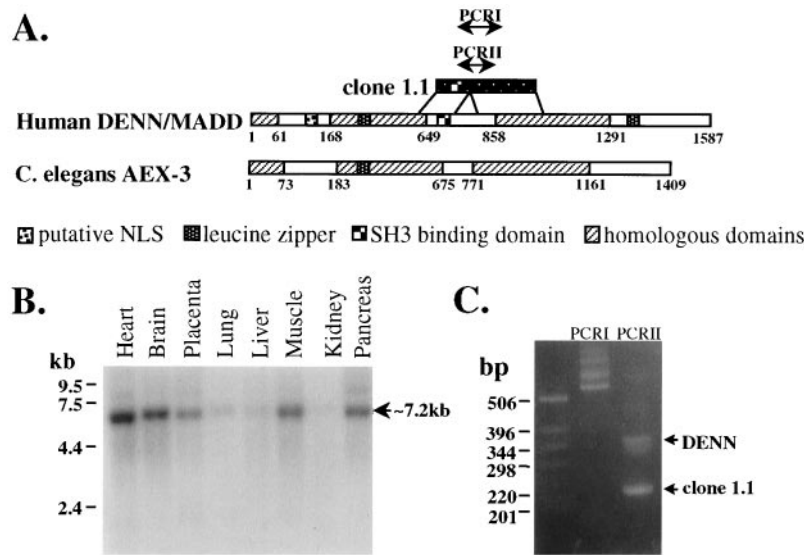 A.
PCRI
PCRII
clone 1.1
Human DENN/MADD
1 61 168 649 858 1291 1587
C. elegans AEX-3
1 73 183 675 771 1161 1409
putative NLS leucine zipper SH3 binding domain homologous domains
B.
Heart Brain Placenta Lung Liver Muscle Kidney Pancreas
kb
9.5
7.5
~7.2kb
4.4
2.4
C.
PCRI PCRII
bp
506
396
DENN
344
298
clone 1.1
220
201